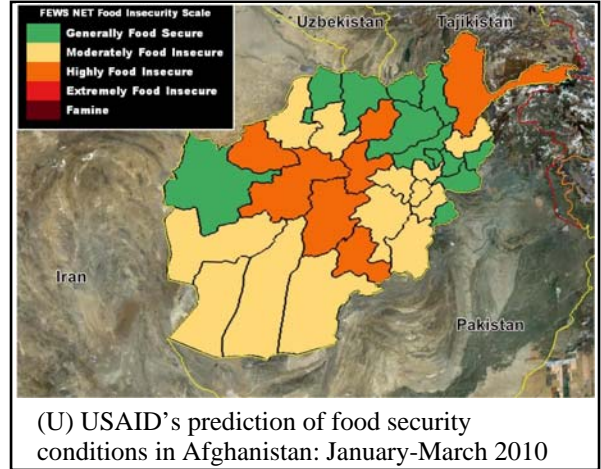 FEWS NET Food Insecurity Scale
Generally Food Secure
Moderately Food Insecure
Highly Food Insecure
Extremely Food Insecure
Famine
Uzbekistan
Tajikistan
Iran
Pakistan
(U) USAID’s prediction of food security
conditions in Afghanistan: January-March 2010